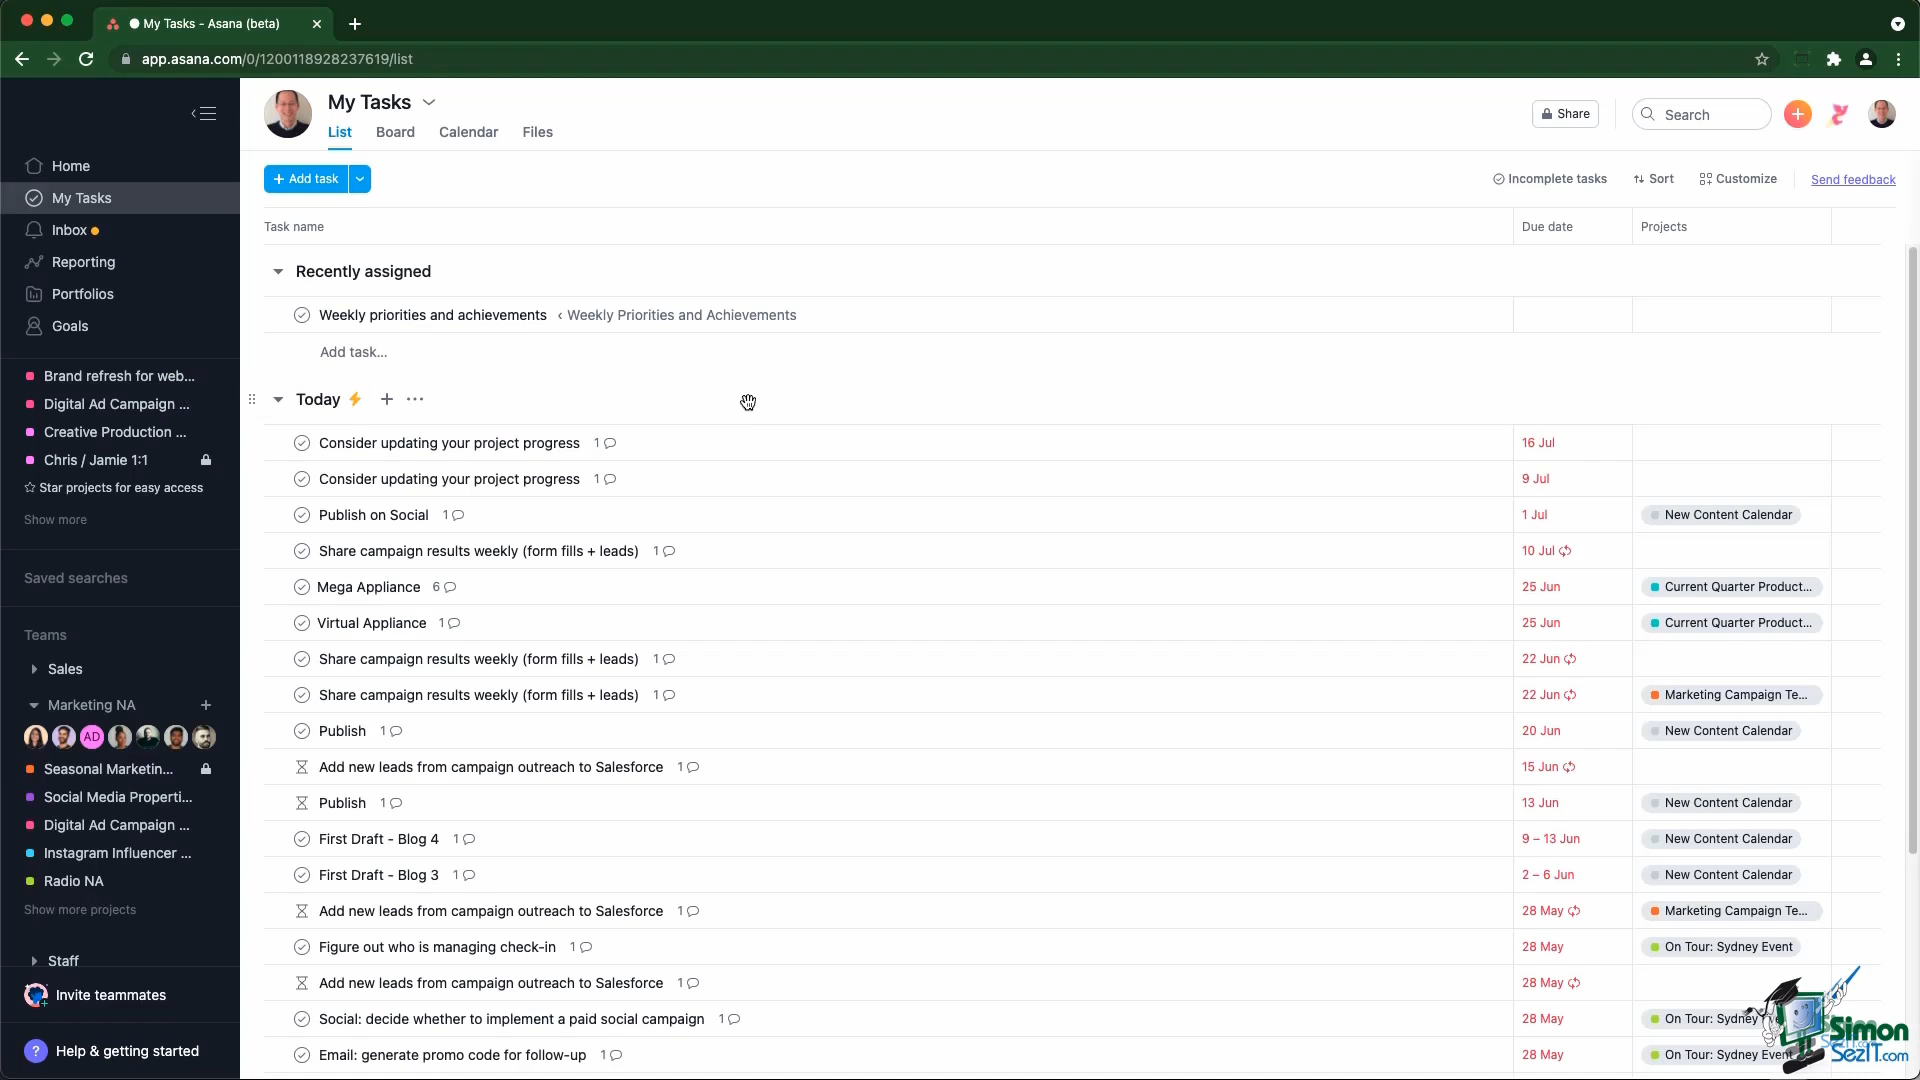 My Tasks - Asana (beta)
app.asana.com/0/1200118928237619/list
My Tasks
List Board Calendar Files
Share
Search
+ Add task
Incomplete tasks
Sort
Customize
Send feedback
Home
My Tasks
Inbox
Reporting
Portfolios
Goals
Brand refresh for web...
Digital Ad Campaign ...
Creative Production ...
Chris / Jamie 1:1
Star projects for easy access
Show more
Saved searches
Teams
Sales
Marketing NA
AD
Seasonal Marketin...
Social Media Properti...
Digital Ad Campaign ...
Instagram Influencer ...
Radio NA
Show more projects
Staff
Invite teammates
? Help & getting started
Task name Due date Projects
Recently assigned
Weekly priorities and achievements ‹ Weekly Priorities and Achievements
Add task...
Today
Consider updating your project progress 1 16 Jul
Consider updating your project progress 1 9 Jul
Publish on Social 1 1 Jul New Content Calendar
Share campaign results weekly (form fills + leads) 1 10 Jul
Mega Appliance 6 25 Jun Current Quarter Product...
Virtual Appliance 1 25 Jun Current Quarter Product...
Share campaign results weekly (form fills + leads) 1 22 Jun
Share campaign results weekly (form fills + leads) 1 22 Jun Marketing Campaign Te...
Publish 1 20 Jun New Content Calendar
Add new leads from campaign outreach to Salesforce 1 15 Jun
Publish 1 13 Jun New Content Calendar
First Draft - Blog 4 1 9 – 13 Jun New Content Calendar
First Draft - Blog 3 1 2 – 6 Jun New Content Calendar
Add new leads from campaign outreach to Salesforce 1 28 May Marketing Campaign Te...
Figure out who is managing check-in 1 28 May On Tour: Sydney Event
Add new leads from campaign outreach to Salesforce 1 28 May
Social: decide whether to implement a paid social campaign 1 28 May On Tour: Sydney
Email: generate promo code for follow-up 1 28 May On Tour: Sydney Event
Simon
SezIT.com